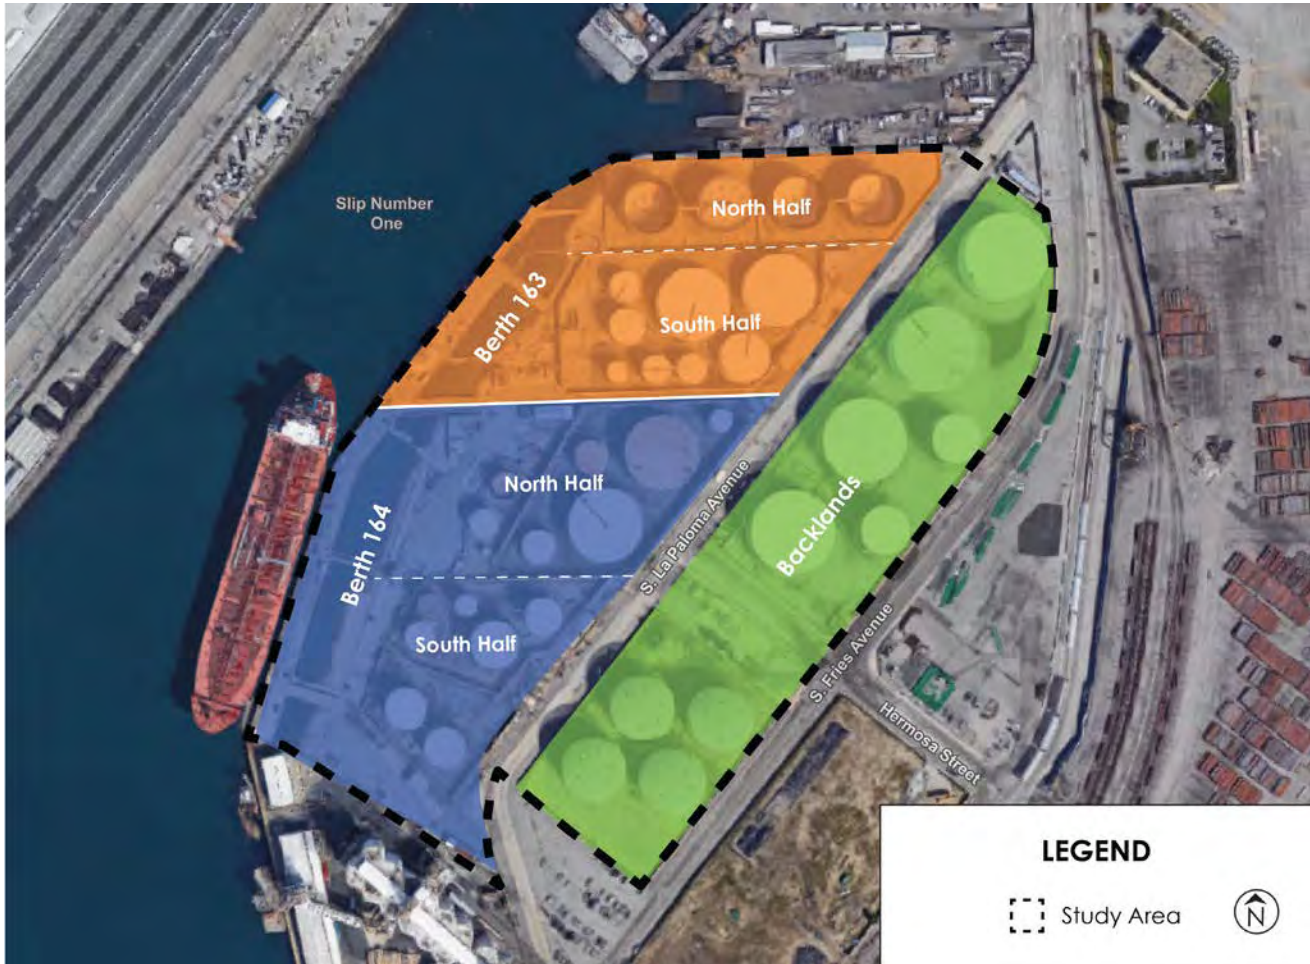 Slip Number
One
North Half
Berth 163
South Half
North Half
S. La Paloma Avenue
Backlands
Berth 164
South Half
S. Fries Avenue
Hermosa Street
LEGEND
Study Area
N